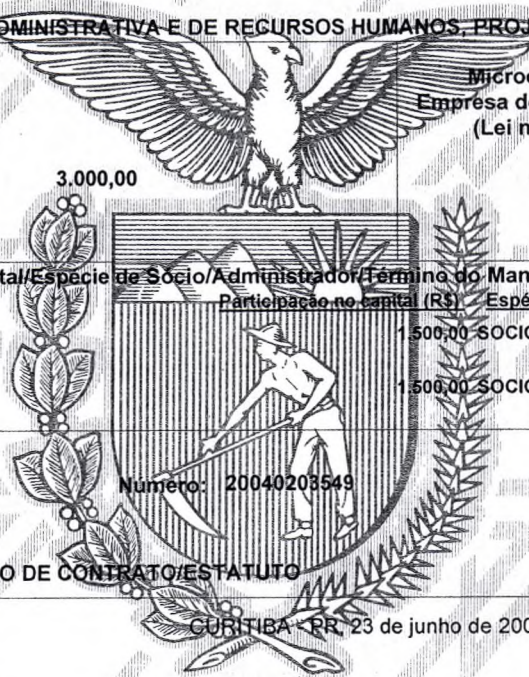 ADMINISTRATIVA E DE RECURSOS HUMANOS, PROJ
Empresa d
(Lei n
3.000,00
tal/Espécie de Sócio/Administrador/Término do Man
Participação no capital (R$) Espé
1.500,00 SOCIO
1.500,00 SOCIO
Número: 20040203549
O DE CONTRATO/ESTATUTO
CURITIBA - PR, 23 de junho de 200